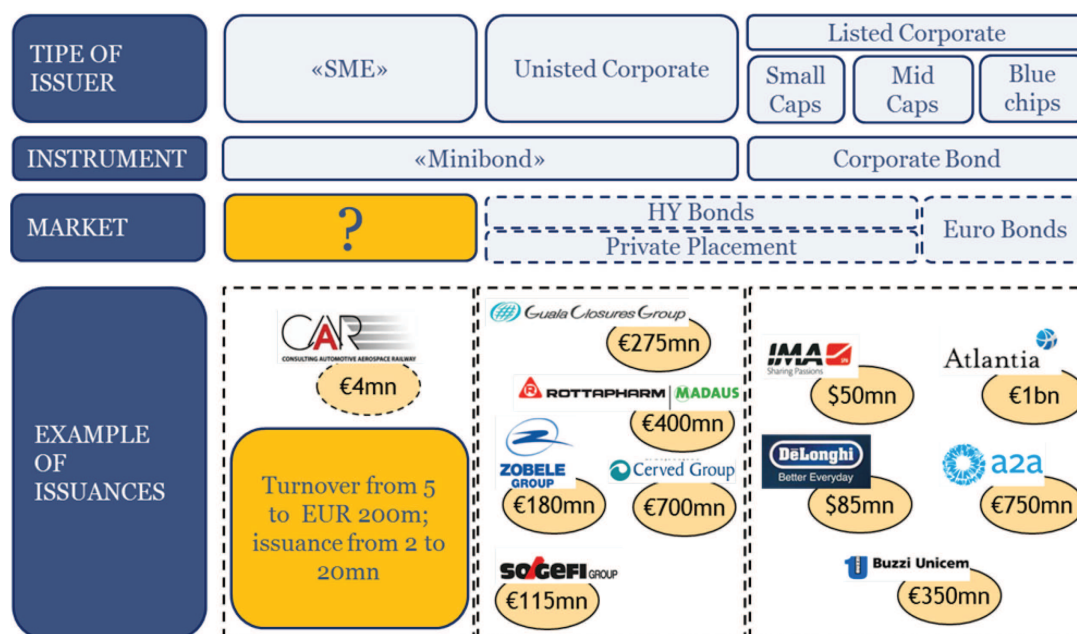 TIPE OF
ISSUER
«SME»
Unisted Corporate
Listed Corporate
Small
Caps
Mid
Caps
Blue
chips
INSTRUMENT
«Minibond»
Corporate Bond
MARKET
?
HY Bonds
Private Placement
Euro Bonds
EXAMPLE
OF
ISSUANCES
CAR
CONSULTING AUTOMOTIVE AEROSPACE RAILWAY
€4mn
Turnover from 5
to EUR 200m;
issuance from 2 to
20mn
Guala Closures Group
€275mn
R ROTTAPHARM | MADAUS
€400mn
ZOBELE
GROUP
€180mn
Cerved Group
€700mn
SOGEFI GROUP
€115mn
IMA
Sharing Passions
$50mn
Atlantia
€1bn
DeLonghi
Better Everyday
$85mn
a2a
€750mn
Buzzi Unicem
€350mn